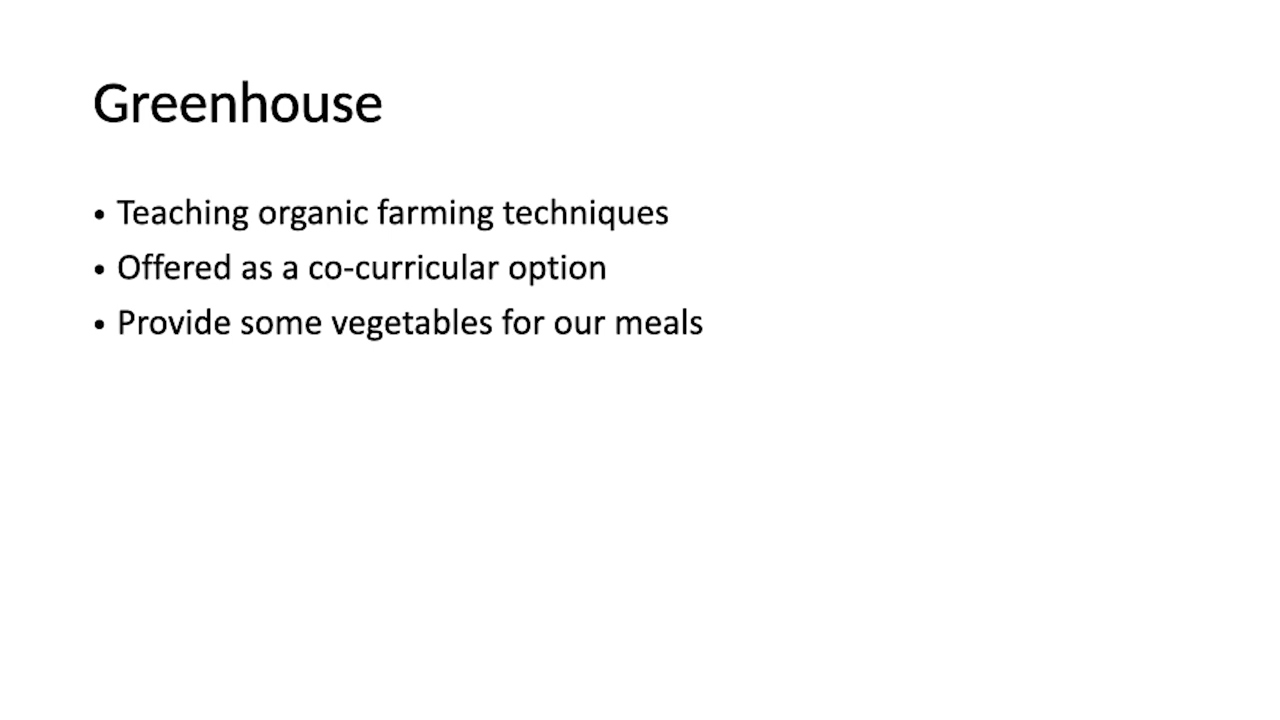 Greenhouse
• Teaching organic farming techniques
• Offered as a co-curricular option
• Provide some vegetables for our meals